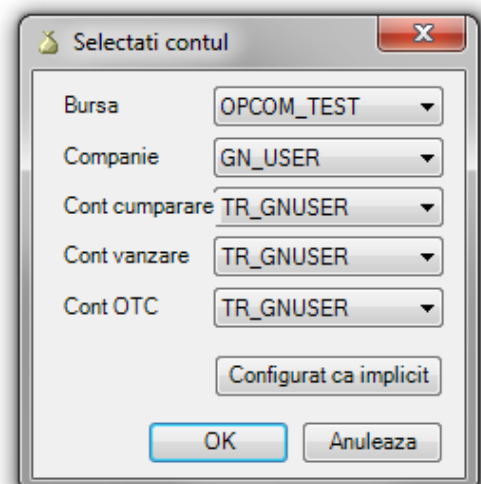 Selectati contul
Bursa OPCOM_TEST
Companie GN_USER
Cont cumparare TR_GNUSER
Cont vanzare TR_GNUSER
Cont OTC TR_GNUSER
Configurat ca implicit
OK Anuleaza